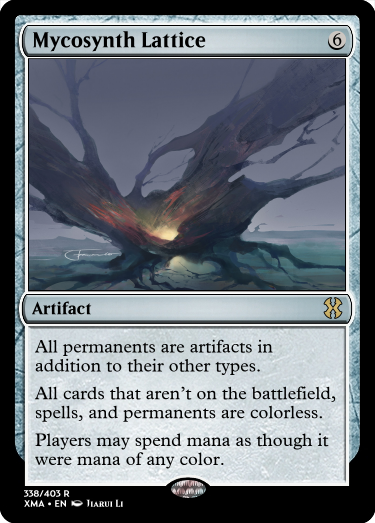 Mycosynth Lattice 6
Artifact
All permanents are artifacts in
addition to their other types.
All cards that aren't on the battlefield,
spells, and permanents are colorless.
Players may spend mana as though it
were mana of any color.
338/403 R
XMA • EN Jiarui Li